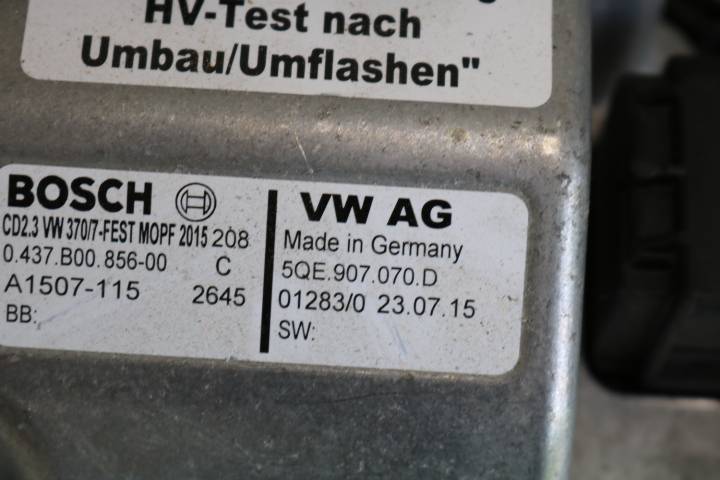 HV-Test nach
Umbau/Umflashen"
BOSCH
CD2.3 VW 370/7-FEST MOPF 2015 208
0.437.B00.856-00 C
A1507-115 2645
BB:
VW AG
Made in Germany
5QE.907.070.D
01283/0 23.07.15
SW: